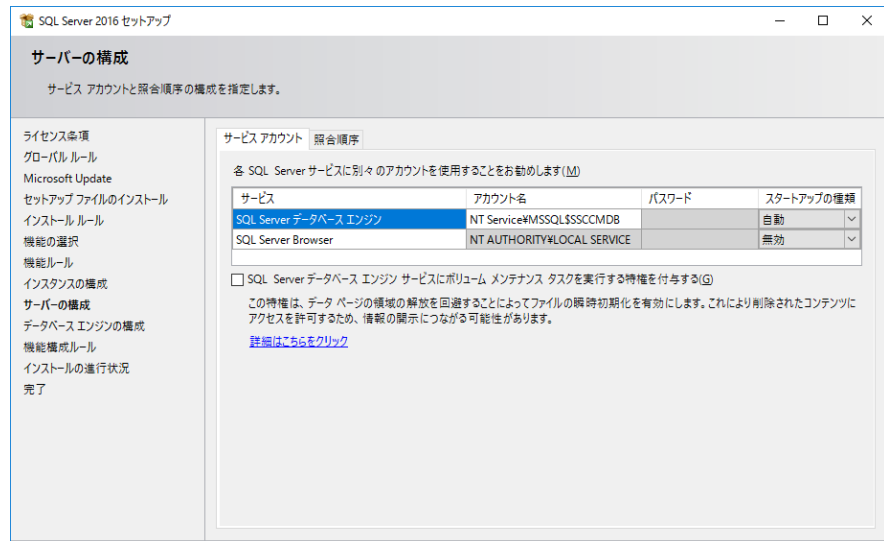 SQL Server 2016 セットアップ
サーバーの構成
サービス アカウントと照合順序の構成を指定します。
ライセンス条項
グローバル ルール
Microsoft Update
セットアップ ファイルのインストール
インストール ルール
機能の選択
機能ルール
インスタンスの構成
サーバーの構成
データベース エンジンの構成
機能構成ルール
インストールの進行状況
完了
サービス アカウント 照合順序
各 SQL Server サービスに別々のアカウントを使用することをお勧めします(M)
サービス アカウント名 パスワード スタートアップの種類
SQL Server データベース エンジン NT Service¥MSSQL$SSCCMDB 自動
SQL Server Browser NT AUTHORITY¥LOCAL SERVICE 無効
SQL Server データベース エンジン サービスにボリューム メンテナンス タスクを実行する特権を付与する(G)
この特権は、データ ページの領域の解放を回避することによってファイルの瞬時初期化を有効にします。これにより削除されたコンテンツに
アクセスを許可するため、情報の開示につながる可能性があります。
詳細はこちらをクリック